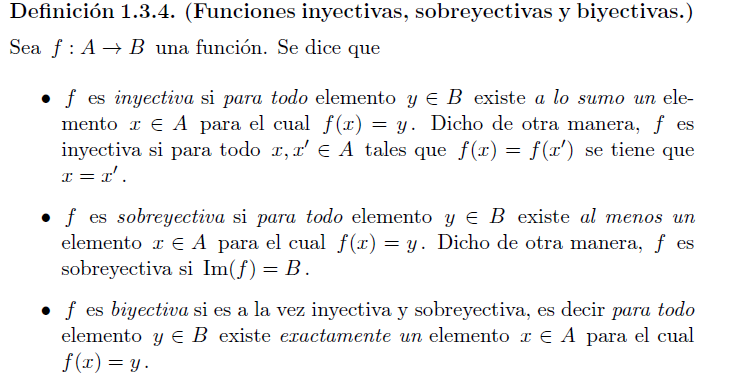 Definición 1.3.4. (Funciones inyectivas, sobreyectivas y biyectivas.)
Sea f : A → B una función. Se dice que
• f es inyectiva si para todo elemento y ∈ B existe a lo sumo un ele-
mento x ∈ A para el cual f(x) = y. Dicho de otra manera, f es
inyectiva si para todo x, x′ ∈ A tales que f(x) = f(x′) se tiene que
x = x′.
• f es sobreyectiva si para todo elemento y ∈ B existe al menos un
elemento x ∈ A para el cual f(x) = y. Dicho de otra manera, f es
sobreyectiva si Im(f) = B.
• f es biyectiva si es a la vez inyectiva y sobreyectiva, es decir para todo
elemento y ∈ B existe exactamente un elemento x ∈ A para el cual
f(x) = y.